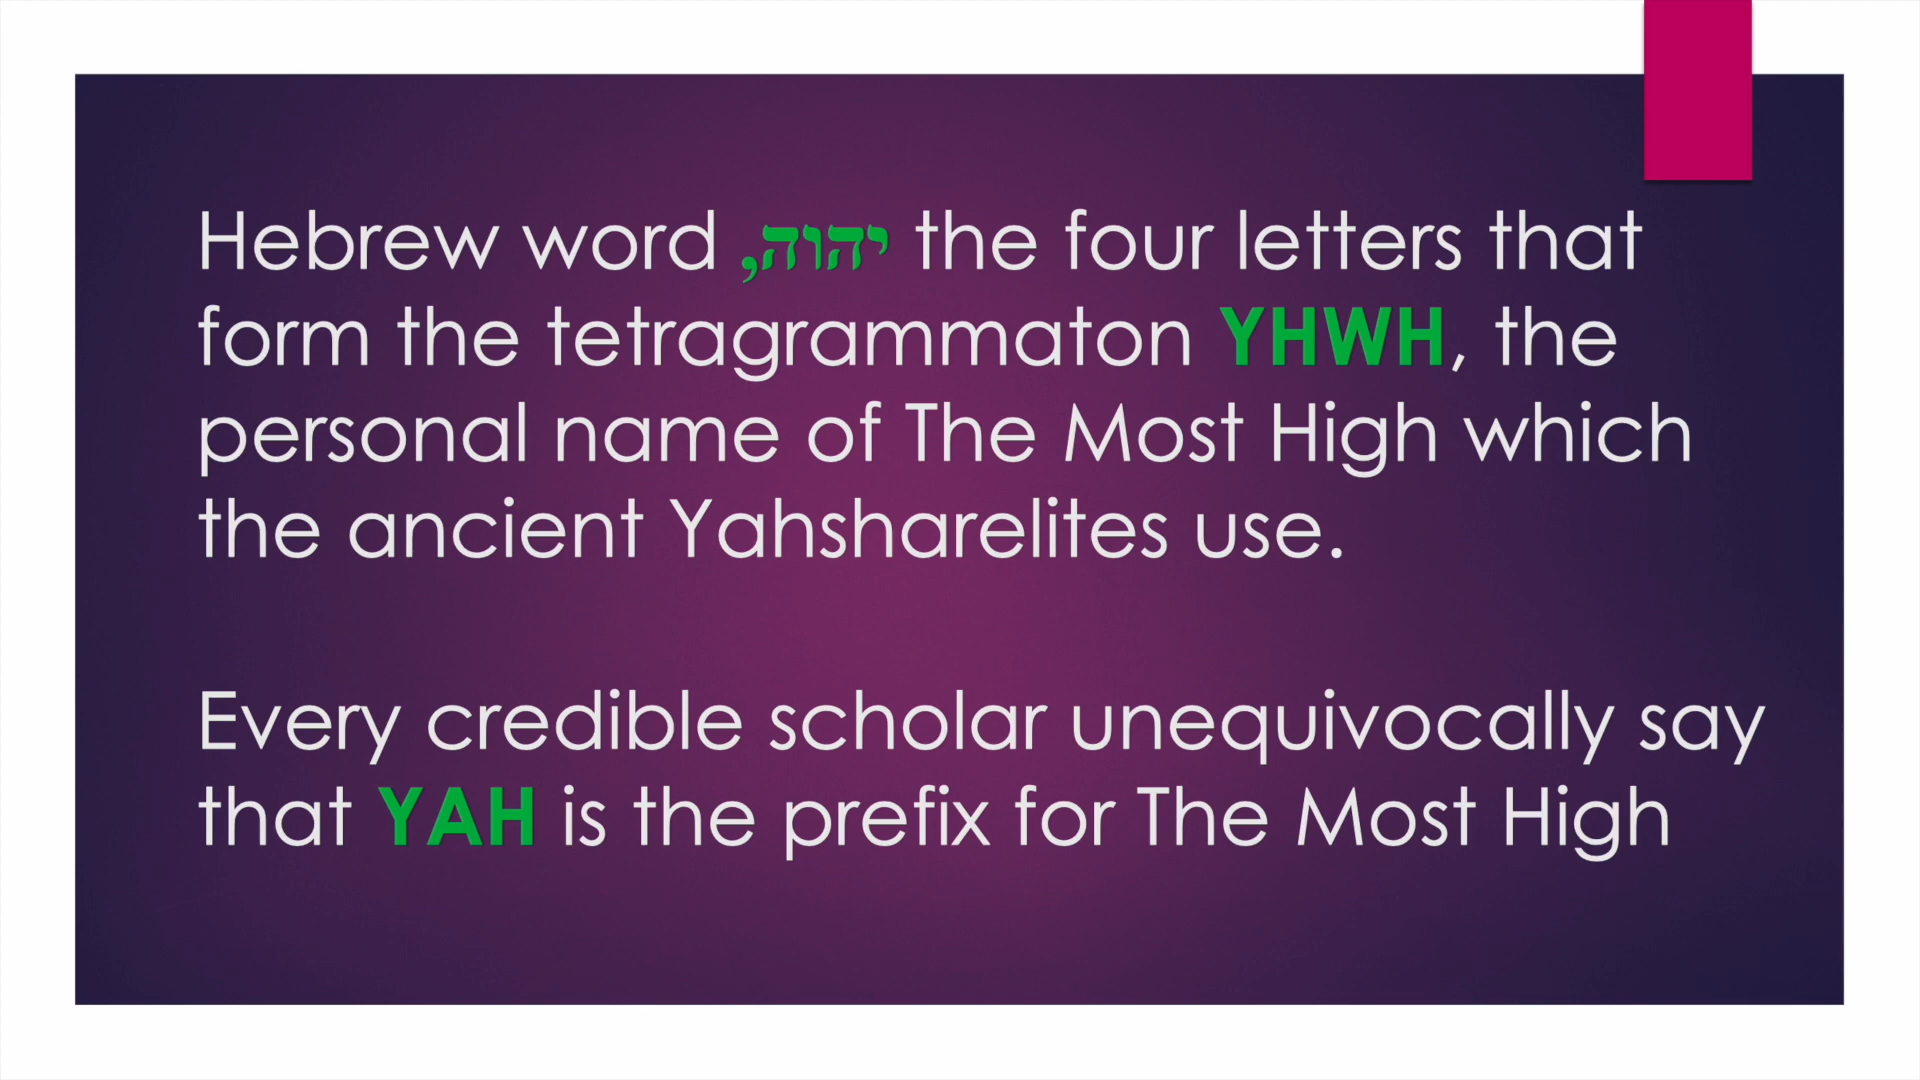 Hebrew word יהוה, the four letters that
form the tetragrammaton YHWH, the
personal name of The Most High which
the ancient Yahsharelites use.
Every credible scholar unequivocally say
that YAH is the prefix for The Most High